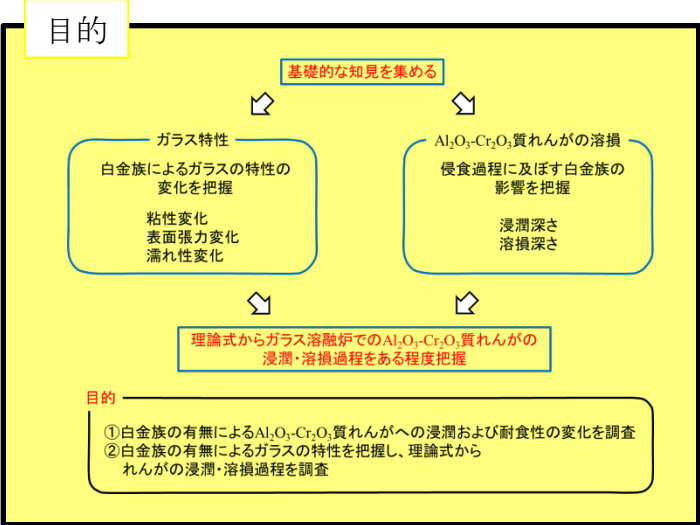 目的
基礎的な知見を集める
ガラス特性
白金族によるガラスの特性の
変化を把握
粘性変化
表面張力変化
濡れ性変化
Al₂O₃-Cr₂O₃質れんがの溶損
侵食過程に及ぼす白金族の
影響を把握
浸潤深さ
溶損深さ
理論式からガラス溶融炉でのAl₂O₃-Cr₂O₃質れんがの
浸潤・溶損過程をある程度把握
目的
①白金族の有無によるAl₂O₃-Cr₂O₃質れんがへの浸潤および耐食性の変化を調査
②白金族の有無によるガラスの特性を把握し、理論式から
れんがの浸潤・溶損過程を調査